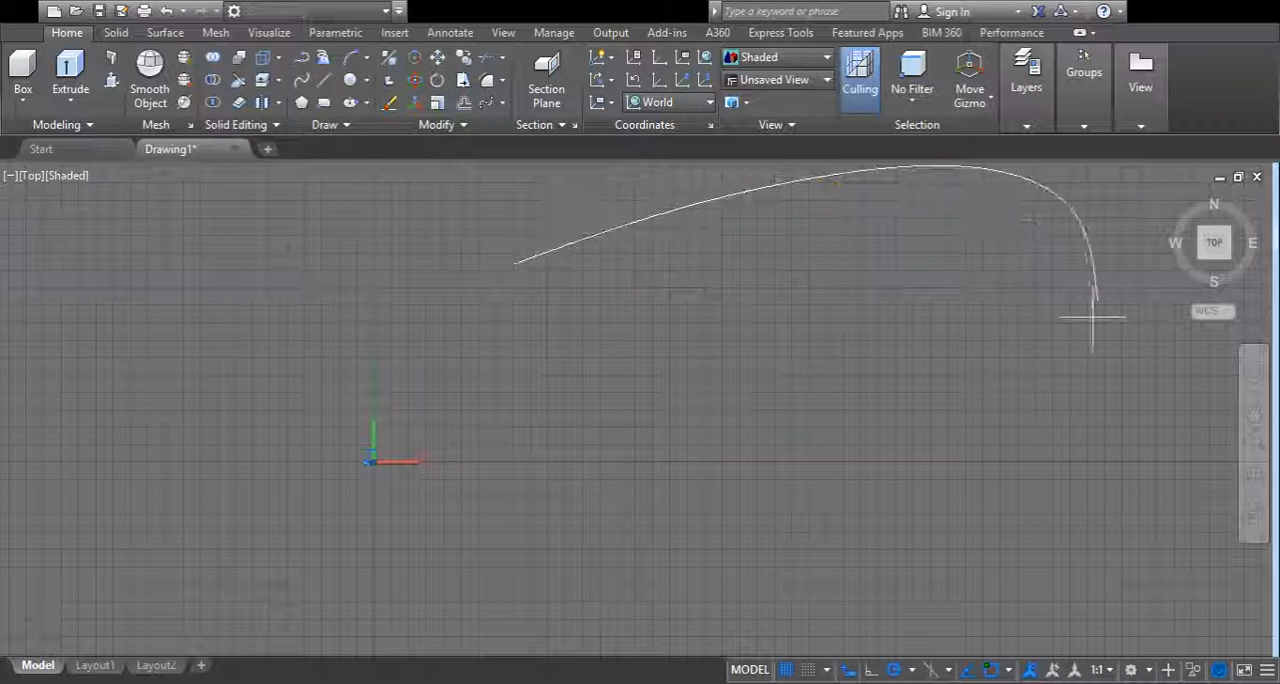 Type a keyword or phrase
Sign In
Home Solid Surface Mesh Visualize Parametric Insert Annotate View Manage Output Add-ins A360 Express Tools Featured Apps BIM 360 Performance
Shaded
Unsaved View
World
Box Extrude Smooth Object Section Plane Culling No Filter Move Gizmo Layers Groups View
Modeling Mesh Solid Editing Draw Modify Section Coordinates View Selection
Start Drawing1*
[−][Top][Shaded]
N
W TOP E
S
WCS
Model Layout1 Layout2
MODEL 1:1